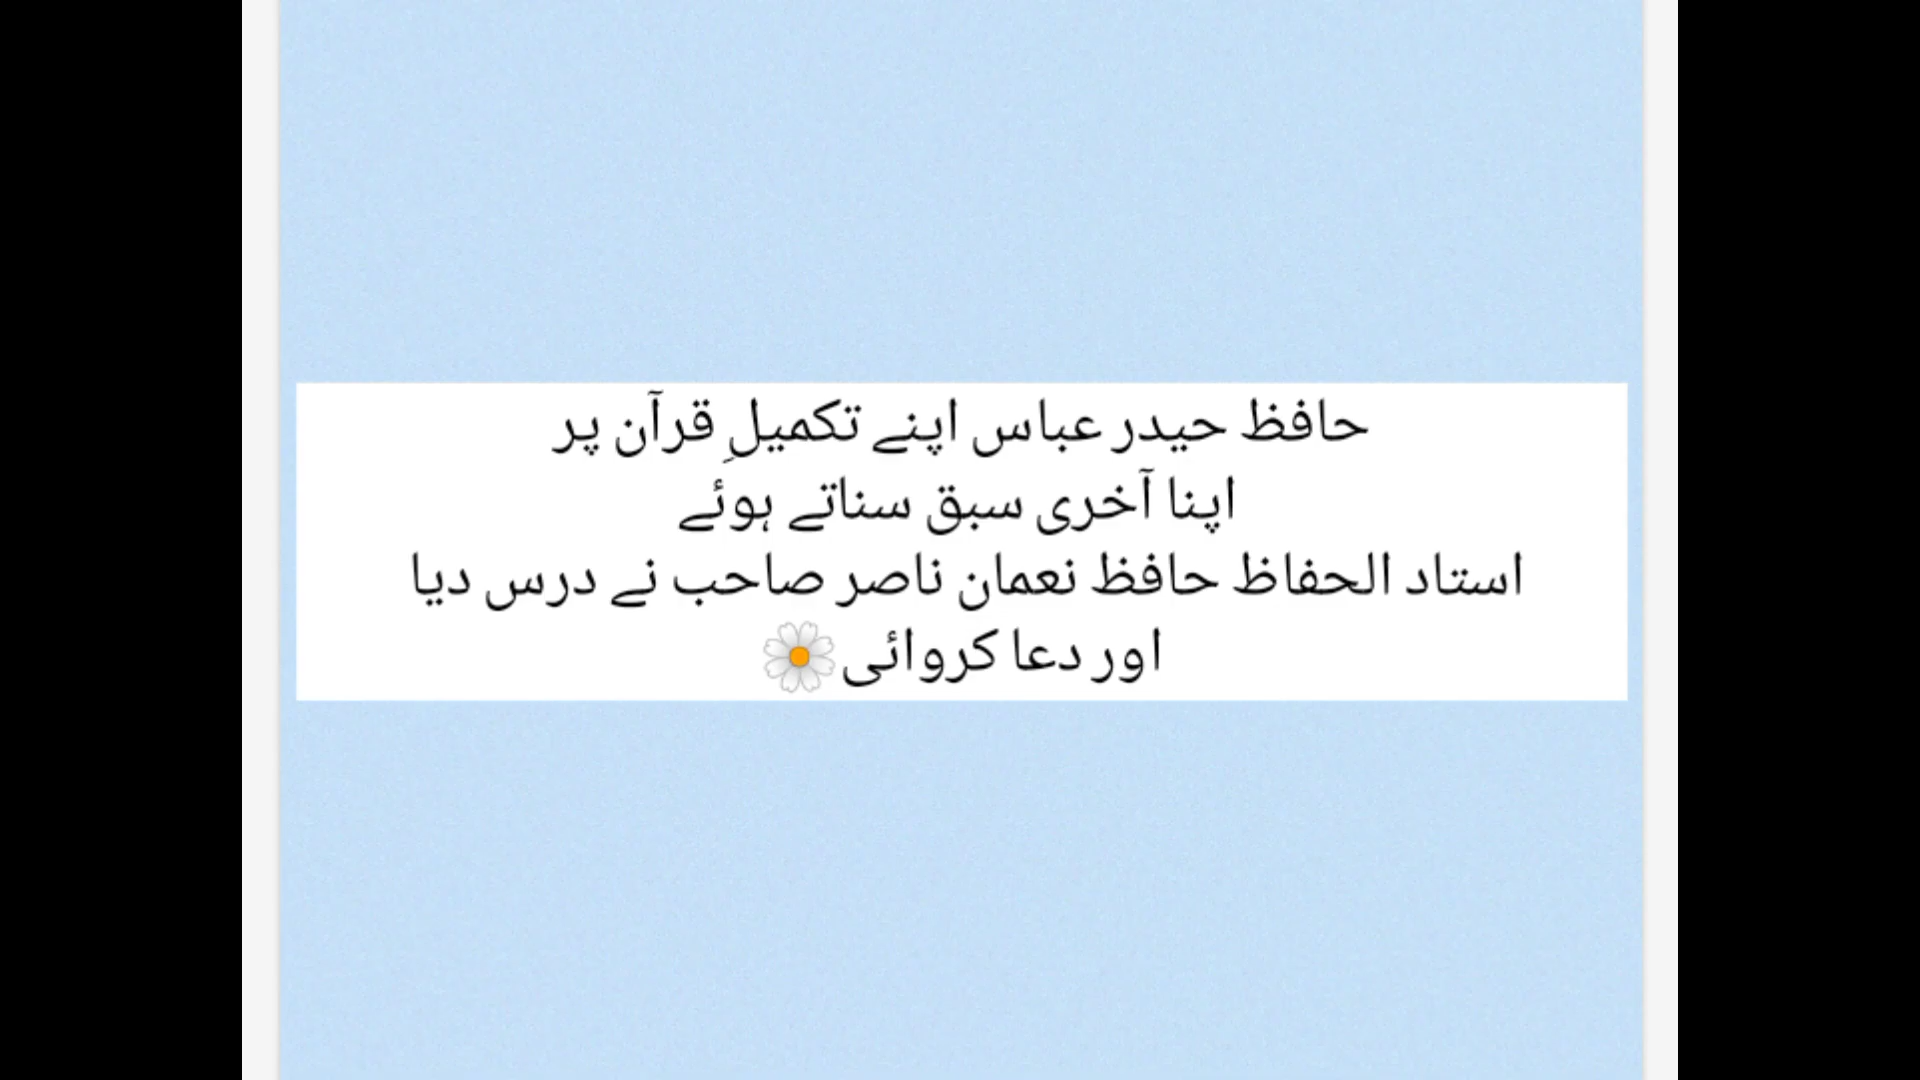 حافظ حیدر عباس اپنے تکمیلِ قرآن پر
اپنا آخری سبق سناتے ہوئے
استاد الحفاظ حافظ نعمان ناصر صاحب نے درس دیا
اور دعا کروائی🌼